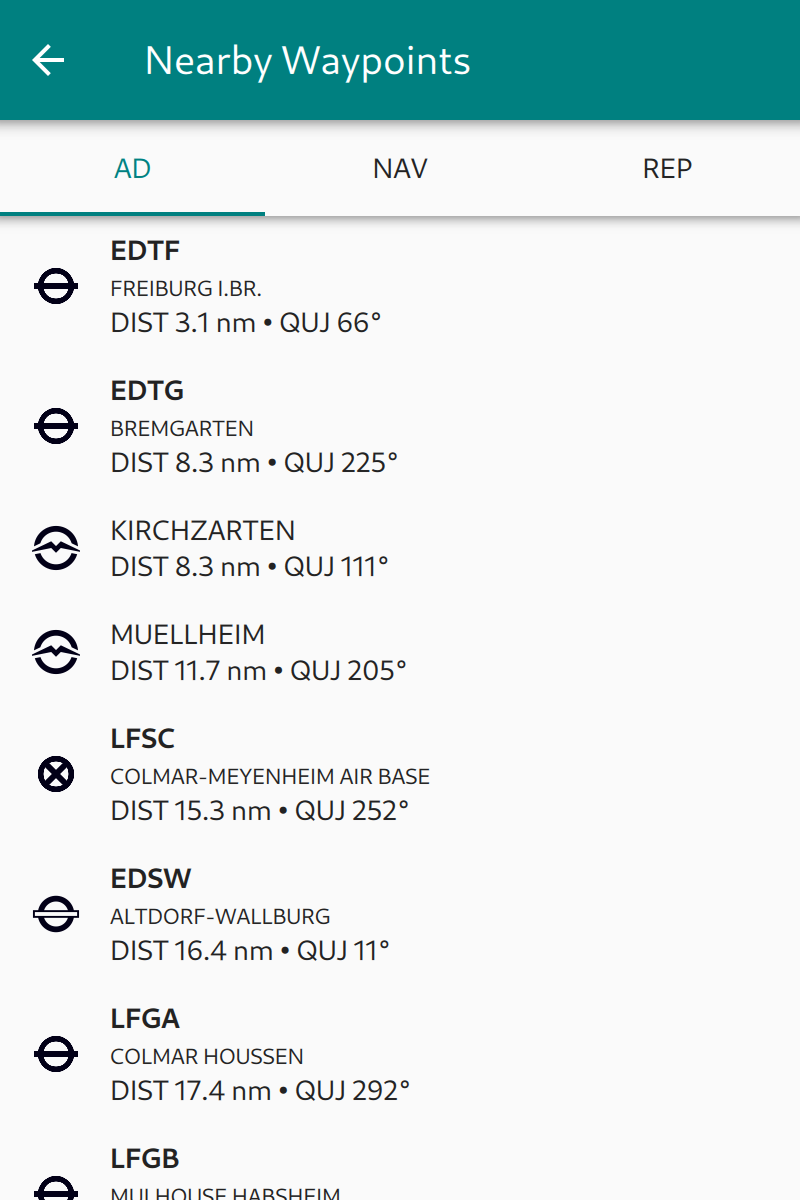 Nearby Waypoints
AD NAV REP
EDTF
FREIBURG I.BR.
DIST 3.1 nm • QUJ 66°
EDTG
BREMGARTEN
DIST 8.3 nm • QUJ 225°
KIRCHZARTEN
DIST 8.3 nm • QUJ 111°
MUELLHEIM
DIST 11.7 nm • QUJ 205°
LFSC
COLMAR-MEYENHEIM AIR BASE
DIST 15.3 nm • QUJ 252°
EDSW
ALTDORF-WALLBURG
DIST 16.4 nm • QUJ 11°
LFGA
COLMAR HOUSSEN
DIST 17.4 nm • QUJ 292°
LFGB
MULHOUSE HABSHEIM